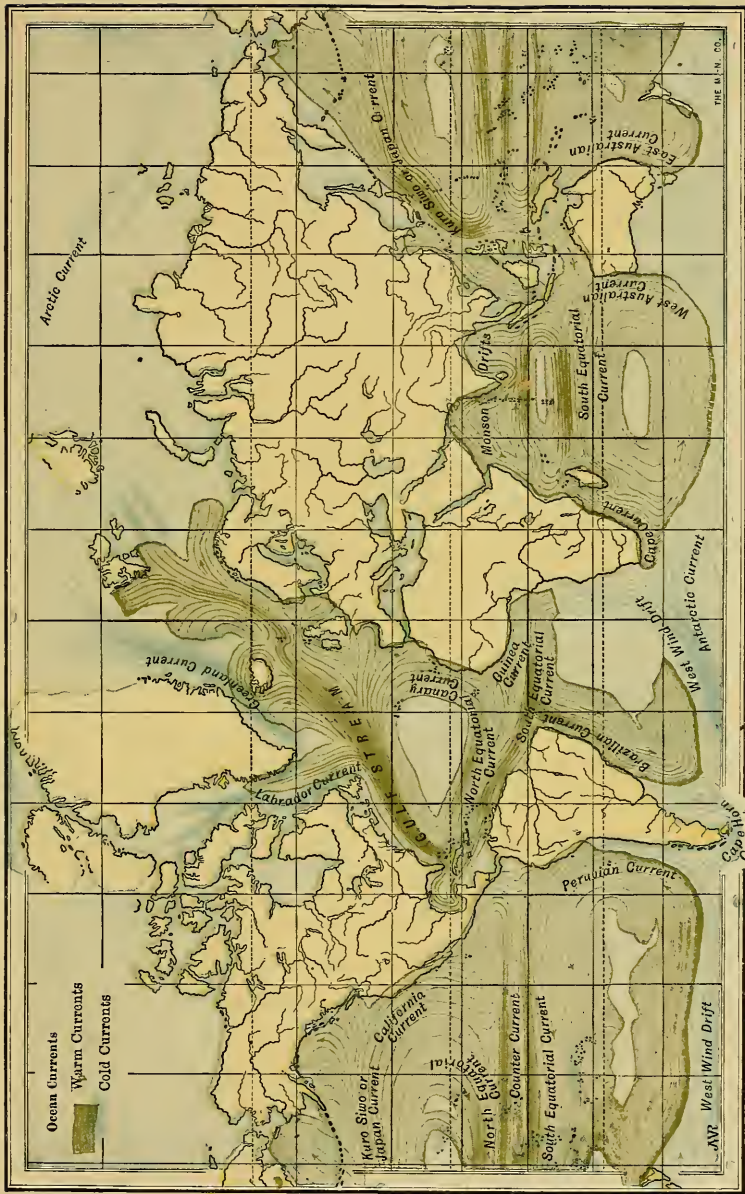 Ocean Currents
Warm Currents
Cold Currents
Arctic Current
Greenland Current
Labrador Current
GULF STREAM
Kuro Siwo or
Japan Current
California
Current
Canary
Current
Kuro Siwo or Japan Current
North Equatorial
Current
Counter Current
South Equatorial Current
North Equatorial
Current
Guinea
Current
South Equatorial
Current
Monson Drifts
South Equatorial
Current
Peruvian Current
Brazilian Current
Cape Current
West Australian
Current
East Australian
Current
West Wind Drift
Cape Horn
West Wind Drift
Antarctic Current
THE M.-N. CO.